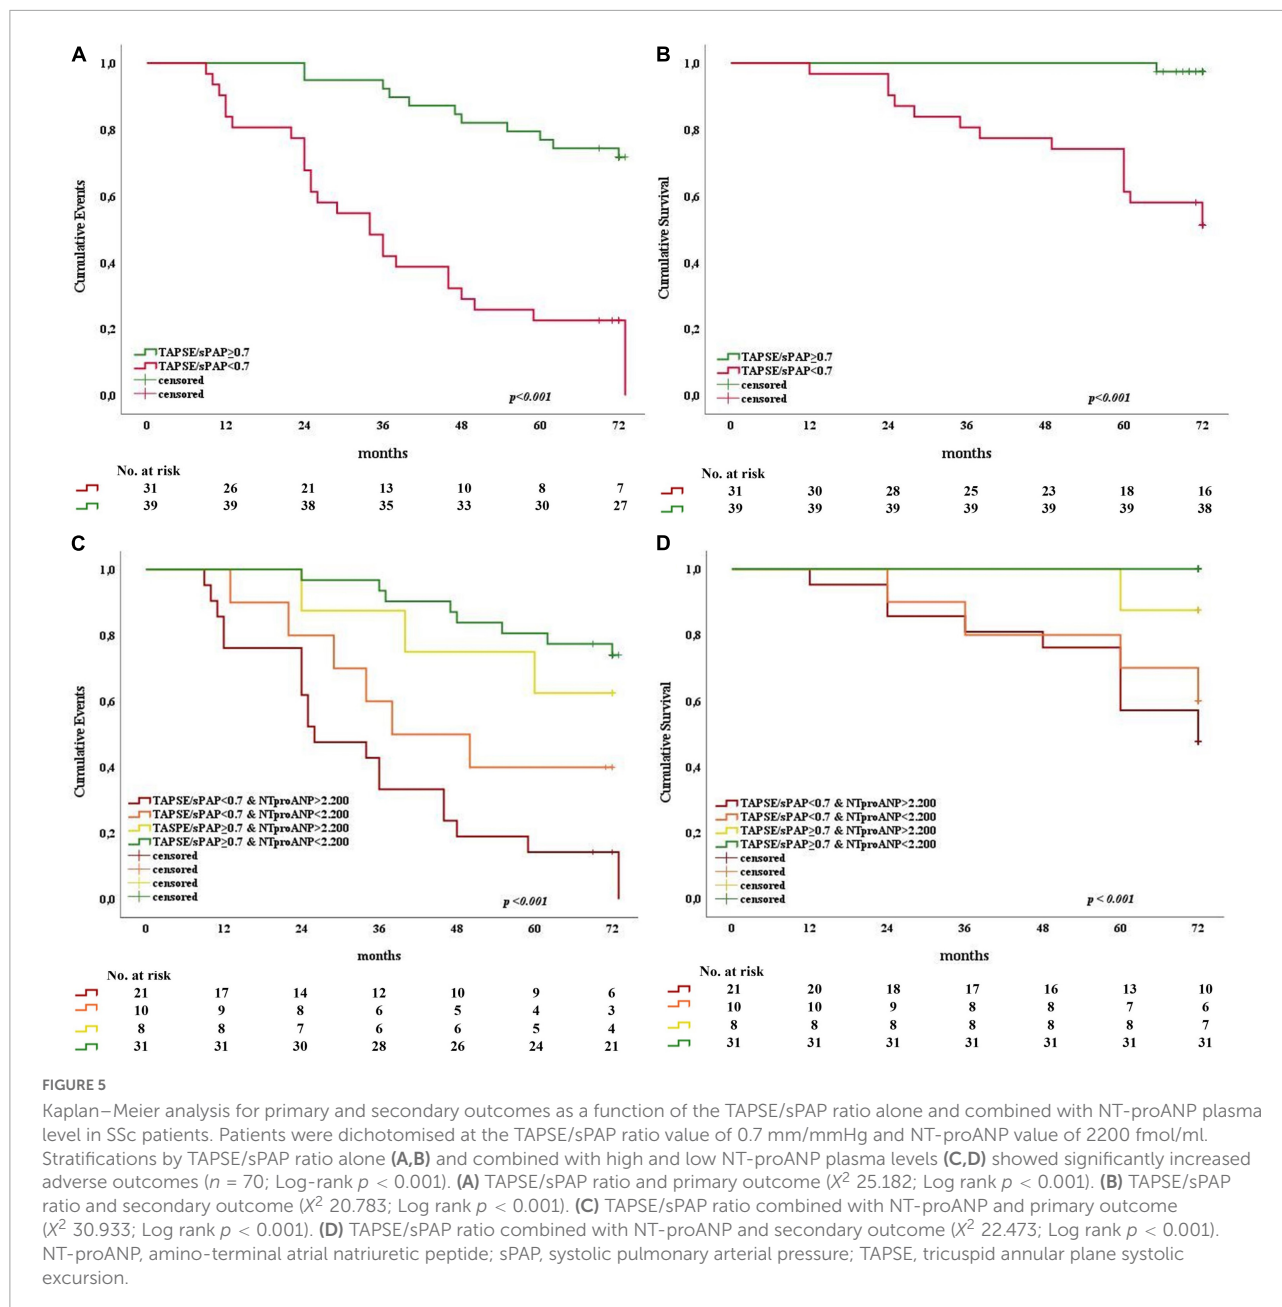 A
1,0
0,8
0,6
0,4
0,2
0,0
Cumulative Events
TAPSE/sPAP≥0.7
TAPSE/sPAP<0.7
censored
censored
p<0.001
0 12 24 36 48 60 72
months
No. at risk
31 26 21 13 10 8 7
39 39 38 35 33 30 27
B
1,0
0,8
0,6
0,4
0,2
0,0
Cumulative Survival
TAPSE/sPAP≥0.7
TAPSE/sPAP<0.7
censored
censored
p<0.001
0 12 24 36 48 60 72
months
No. at risk
31 30 28 25 23 18 16
39 39 39 39 39 39 38
C
1,0
0,8
0,6
0,4
0,2
0,0
Cumulative Events
TAPSE/sPAP<0.7 & NTproANP>2.200
TAPSE/sPAP<0.7 & NTproANP<2.200
TASPE/sPAP≥0.7 & NTproANP>2.200
TAPSE/sPAP≥0.7 & NTproANP<2.200
censored
censored
censored
censored
p <0.001
0 12 24 36 48 60 72
months
No. at risk
21 17 14 12 10 9 6
10 9 8 6 5 4 3
8 8 7 6 6 5 4
31 31 30 28 26 24 21
D
1,0
0,8
0,6
0,4
0,2
0,0
Cumulative Survival
TAPSE/sPAP<0.7 & NTproANP>2.200
TAPSE/sPAP<0.7 & NTproANP<2.200
TAPSE/sPAP≥0.7 & NTproANP>2.200
TAPSE/sPAP≥0.7 & NTproANP<2.200
censored
censored
censored
censored
p < 0.001
0 12 24 36 48 60 72
months
No. at risk
21 20 18 17 16 13 10
10 10 9 8 8 7 6
8 8 8 8 8 8 7
31 31 31 31 31 31 31
FIGURE 5
Kaplan–Meier analysis for primary and secondary outcomes as a function of the TAPSE/sPAP ratio alone and combined with NT-proANP plasma
level in SSc patients. Patients were dichotomised at the TAPSE/sPAP ratio value of 0.7 mm/mmHg and NT-proANP value of 2200 fmol/ml.
Stratifications by TAPSE/sPAP ratio alone (A,B) and combined with high and low NT-proANP plasma levels (C,D) showed significantly increased
adverse outcomes (n = 70; Log-rank p < 0.001). (A) TAPSE/sPAP ratio and primary outcome (X² 25.182; Log rank p < 0.001). (B) TAPSE/sPAP
ratio and secondary outcome (X² 20.783; Log rank p < 0.001). (C) TAPSE/sPAP ratio combined with NT-proANP and primary outcome
(X² 30.933; Log rank p < 0.001). (D) TAPSE/sPAP ratio combined with NT-proANP and secondary outcome (X² 22.473; Log rank p < 0.001).
NT-proANP, amino-terminal atrial natriuretic peptide; sPAP, systolic pulmonary arterial pressure; TAPSE, tricuspid annular plane systolic
excursion.